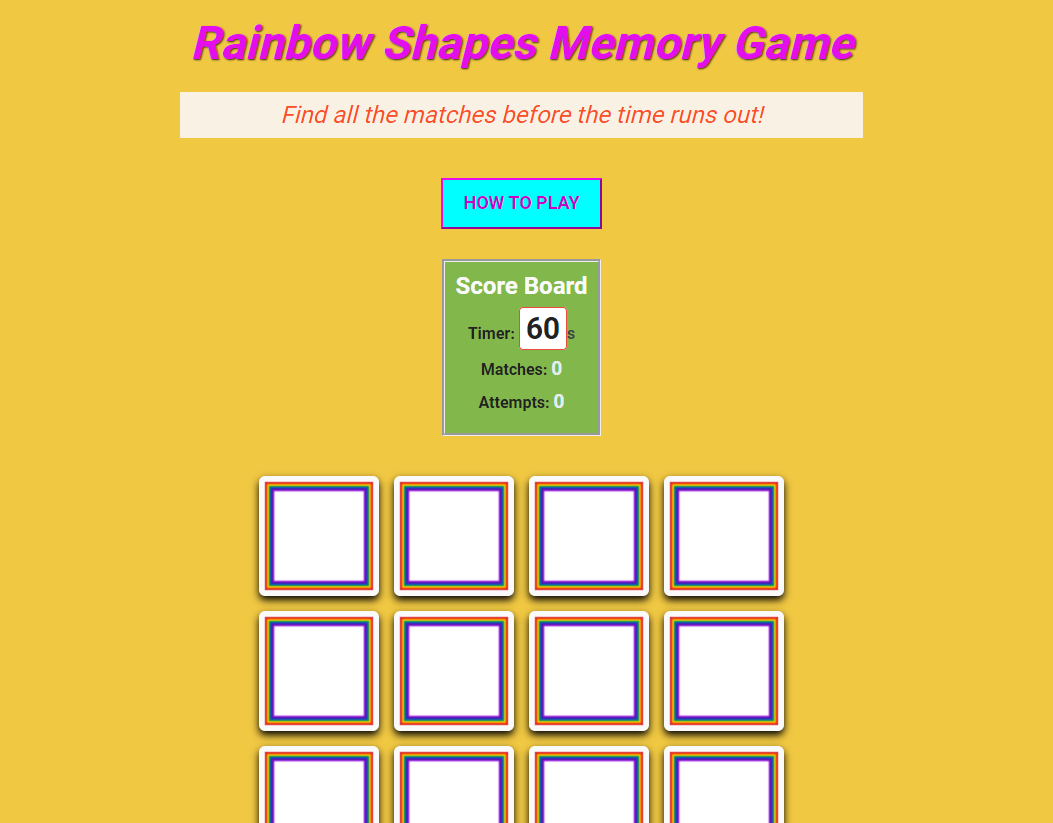 Rainbow Shapes Memory Game
Find all the matches before the time runs out!
HOW TO PLAY
Score Board
Timer: 60s
Matches: 0
Attempts: 0